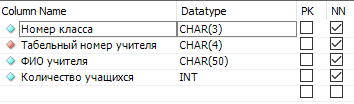 Column Name Datatype PK NN
Номер класса CHAR(3)
Табельный номер учителя CHAR(4)
ФИО учителя CHAR(50)
Количество учащихся INT